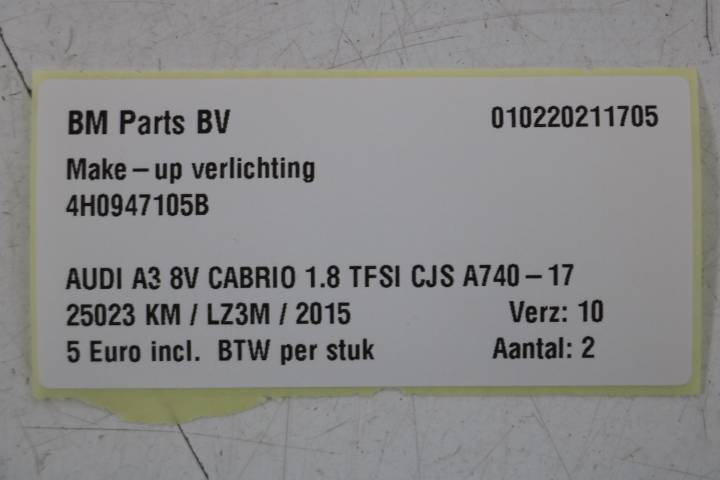 BM Parts BV 010220211705
Make-up verlichting
4H0947105B
AUDI A3 8V CABRIO 1.8 TFSI CJS A740-17
25023 KM / LZ3M / 2015 Verz: 10
5 Euro incl. BTW per stuk Aantal: 2